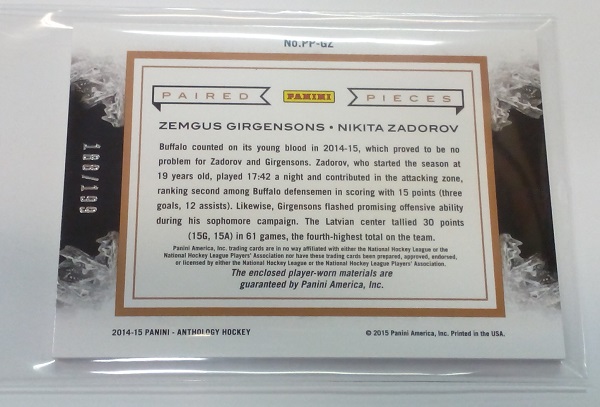 No.PP-GZ
PAIRED PANINI PIECES
ZEMGUS GIRGENSONS • NIKITA ZADOROV
Buffalo counted on its young blood in 2014-15, which proved to be no
problem for Zadorov and Girgensons. Zadorov, who started the season at
19 years old, played 17:42 a night and contributed in the attacking zone,
ranking second among Buffalo defensemen in scoring with 15 points (three
goals, 12 assists). Likewise, Girgensons flashed promising offensive ability
during his sophomore campaign. The Latvian center tallied 30 points
(15G, 15A) in 61 games, the fourth-highest total on the team.
Panini America, Inc. trading cards are in no way affiliated with either the National Hockey League or the
National Hockey League Players' Association nor have these trading cards been prepared, approved, endorsed,
or licensed by either the National Hockey League or the National Hockey League Players' Association.
The enclosed player-worn materials are
guaranteed by Panini America, Inc.
2014-15 PANINI - ANTHOLOGY HOCKEY
© 2015 Panini America, Inc. Printed in the USA.